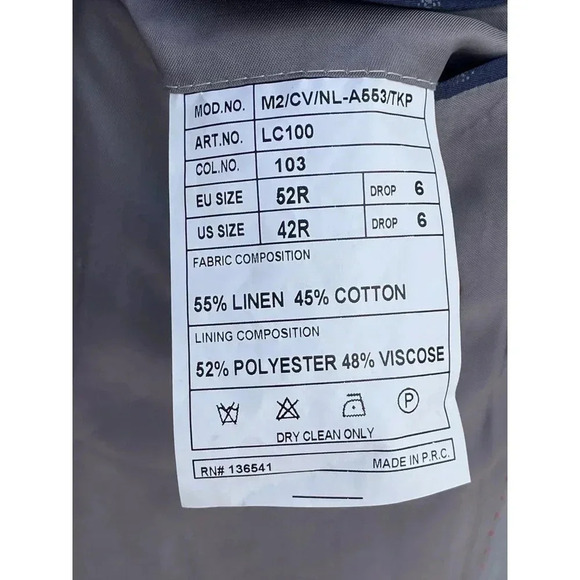 MOD.NO. M2/CV/NL-A553/TKP
ART.NO. LC100
COL.NO. 103
EU SIZE 52R DROP 6
US SIZE 42R DROP 6
FABRIC COMPOSITION
55% LINEN 45% COTTON
LINING COMPOSITION
52% POLYESTER 48% VISCOSE
P
DRY CLEAN ONLY
RN# 136541 MADE IN P.R.C.